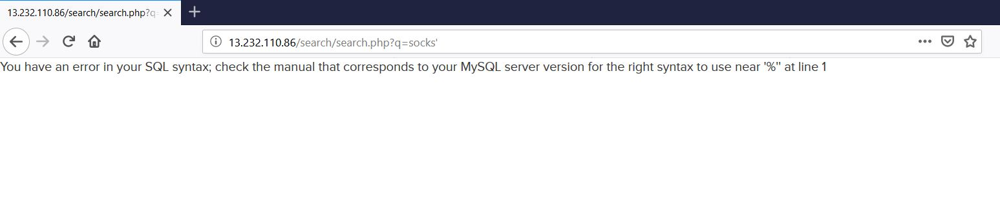 13.232.110.86/search/search.php?q=
13.232.110.86/search/search.php?q=socks'
You have an error in your SQL syntax; check the manual that corresponds to your MySQL server version for the right syntax to use near '%'' at line 1